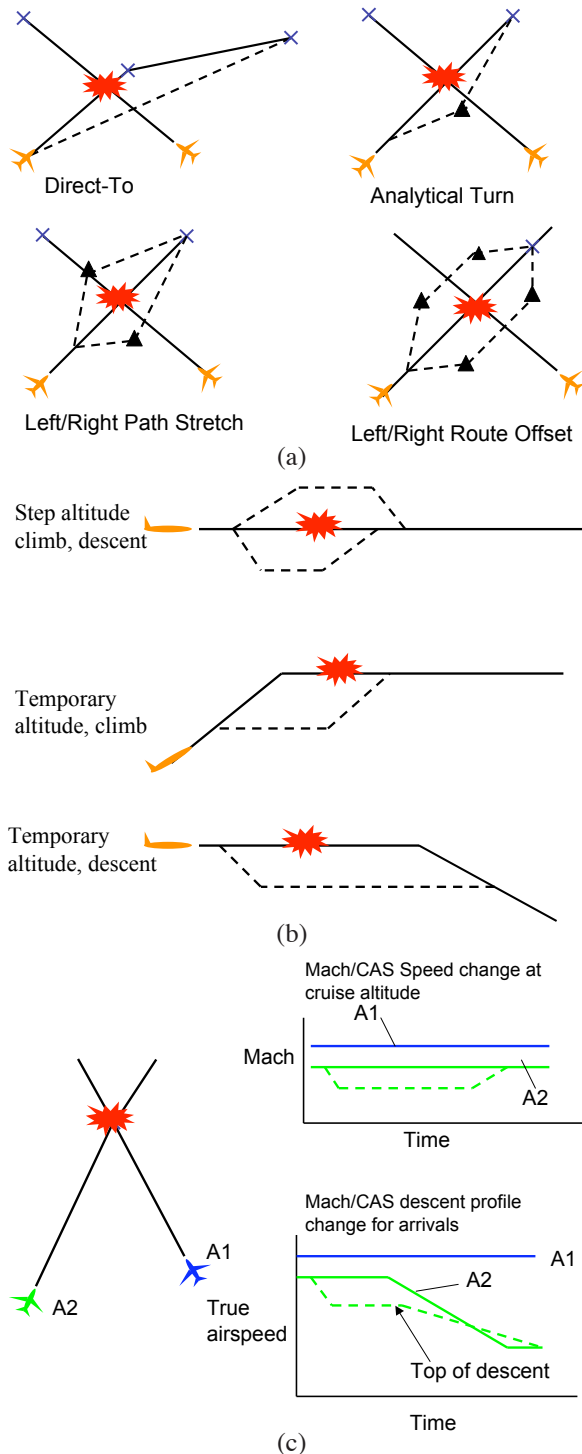 Direct-To
Analytical Turn
Left/Right Path Stretch
Left/Right Route Offset
(a)
Step altitude
climb, descent
Temporary
altitude, climb
Temporary
altitude, descent
(b)
Mach/CAS Speed change at
cruise altitude
A1
Mach
A2
Time
A1
A2
Mach/CAS descent profile
change for arrivals
A1
A2
True
airspeed
Top of descent
Time
(c)